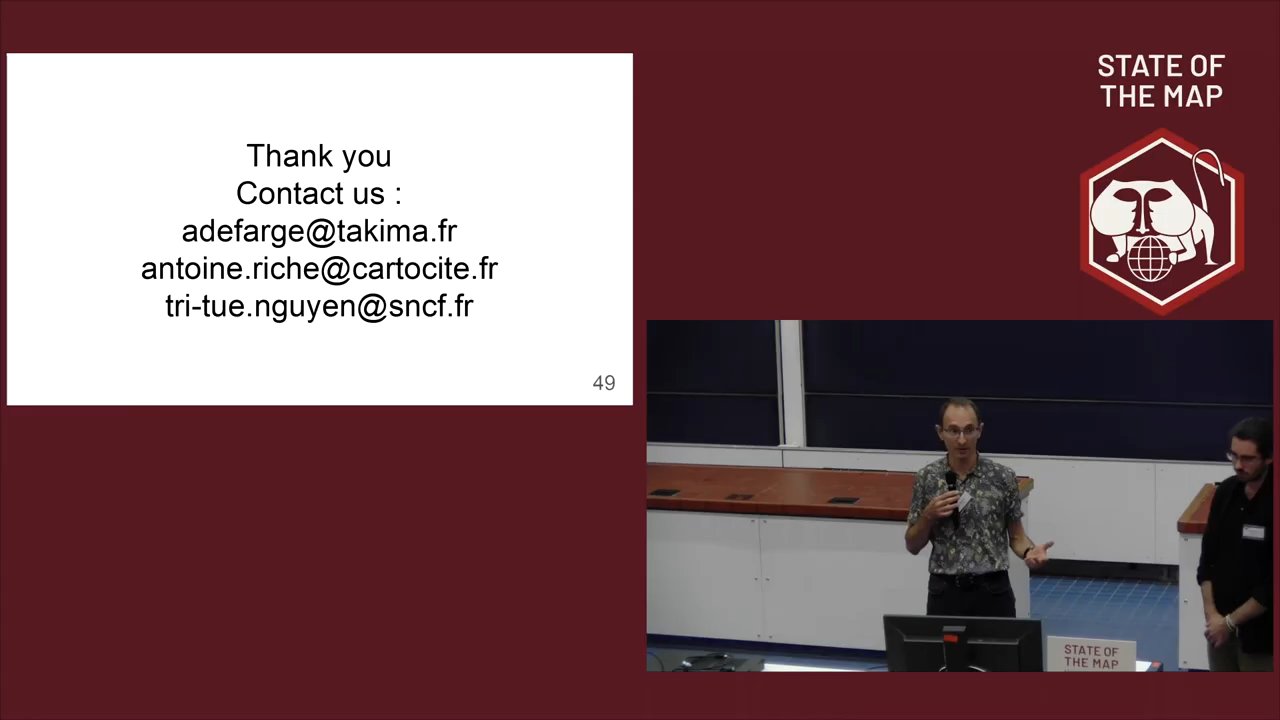 Thank you
Contact us :
adefarge@takima.fr
antoine.riche@cartocite.fr
tri-tue.nguyen@sncf.fr
49
STATE OF
THE MAP
STATE OF
THE MAP